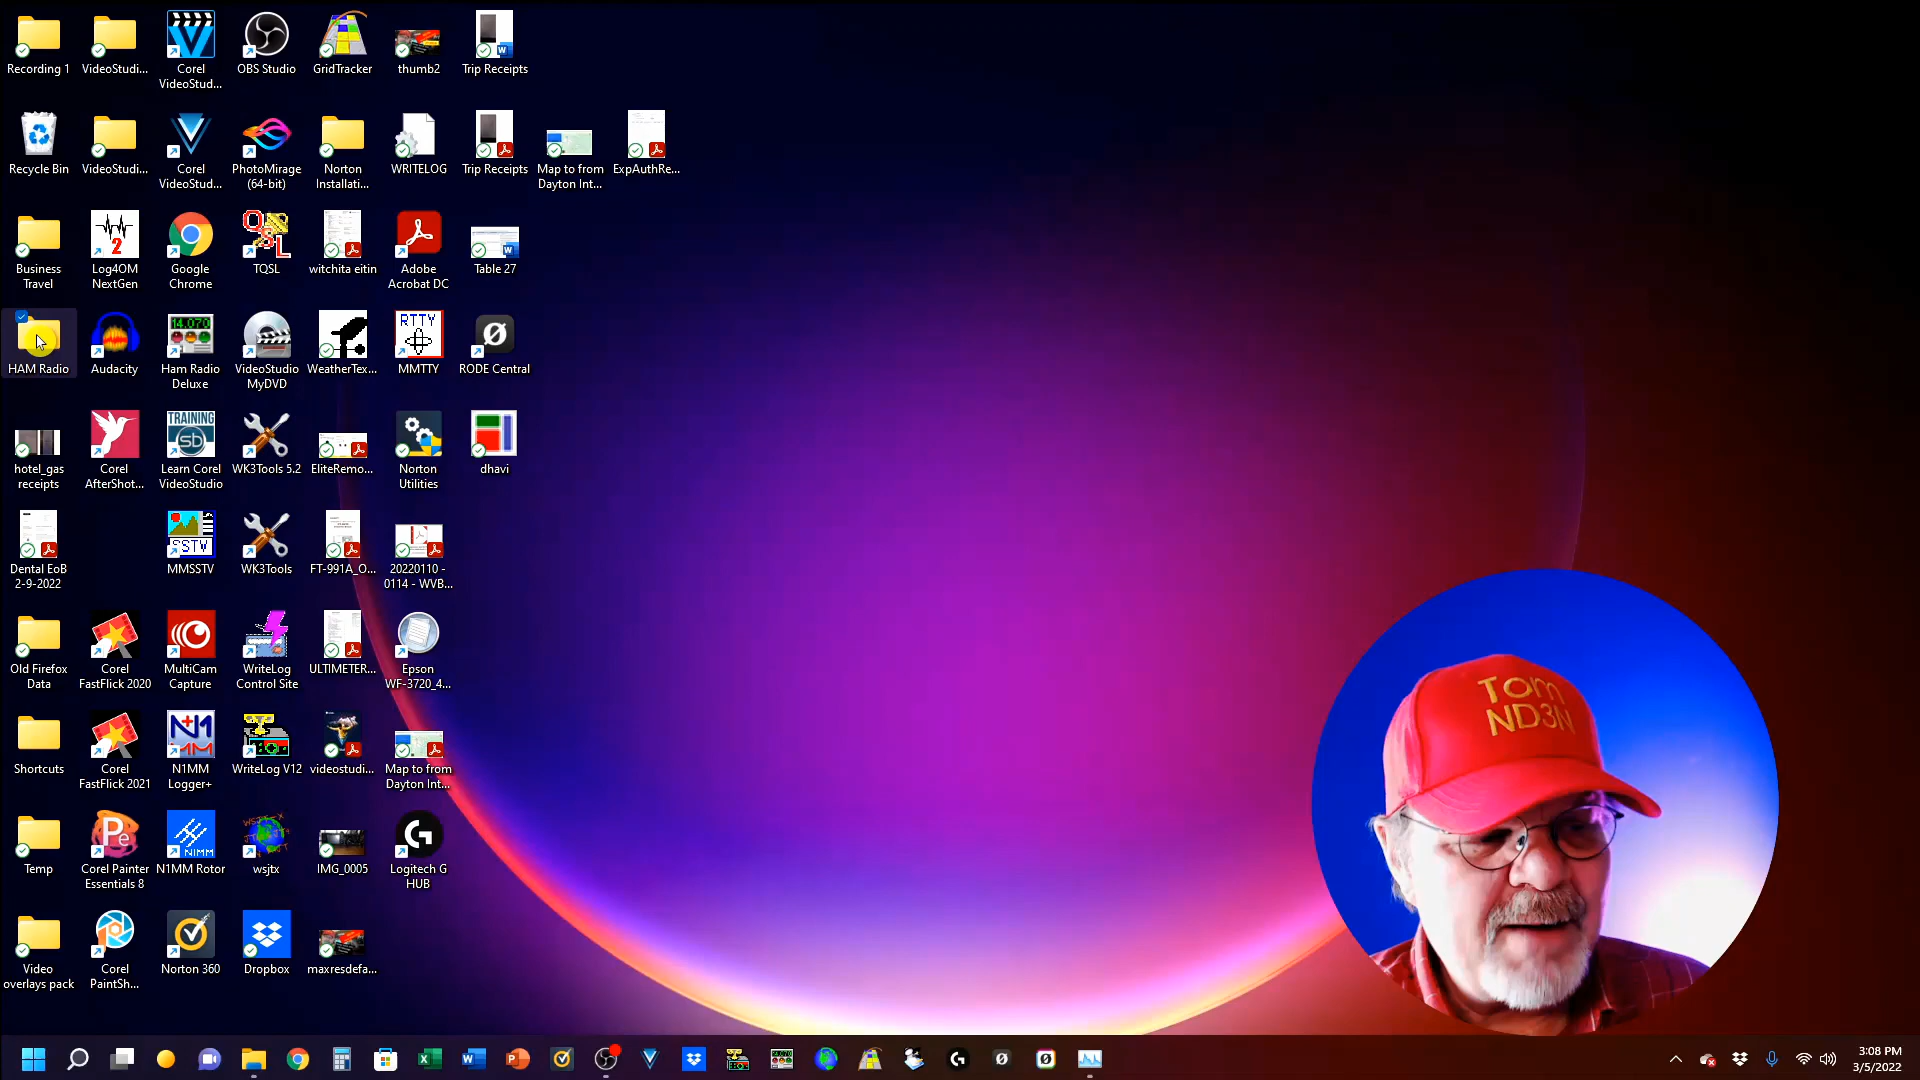 Recording 1
VideoStudi...
Corel
VideoStud...
OBS Studio
GridTracker
thumb2
Trip Receipts
Recycle Bin
VideoStudi...
Corel
VideoStud...
PhotoMirage
(64-bit)
Norton
Installati...
WRITELOG
Trip Receipts
Map to from
Dayton Int...
ExpAuthRe...
Business
Travel
2
Log4OM
NextGen
Google
Chrome
QSL
TQSL
witchita eitin
Adobe
Acrobat DC
Table 27
HAM Radio
Audacity
14.070
Ham Radio
Deluxe
VideoStudio
MyDVD
WeatherTex...
RTTY
MMTTY
RODE Central
hotel_gas
receipts
Corel
AfterShot...
TRAINING
sb
Learn Corel
VideoStudio
WK3Tools 5.2
EliteRemo...
Norton
Utilities
dhavi
Dental EoB
2-9-2022
SSTV
MMSSTV
WK3Tools
FT-991A_O...
20220110 -
0114 - WVB...
Old Firefox
Data
Corel
FastFlick 2020
MultiCam
Capture
WriteLog
Control Site
ULTIMETER...
Epson
WF-3720_4...
Shortcuts
Corel
FastFlick 2021
N+1
MM
N1MM
Logger+
WriteLog V12
videostudi...
Map to from
Dayton Int...
Temp
Pe
Corel Painter
Essentials 8
N1MM
N1MM Rotor
wsjtx
IMG_0005
Logitech G
HUB
Video
overlays pack
Corel
PaintSh...
Norton 360
Dropbox
maxresdefa...
Tom
ND3N
3:08 PM
3/5/2022